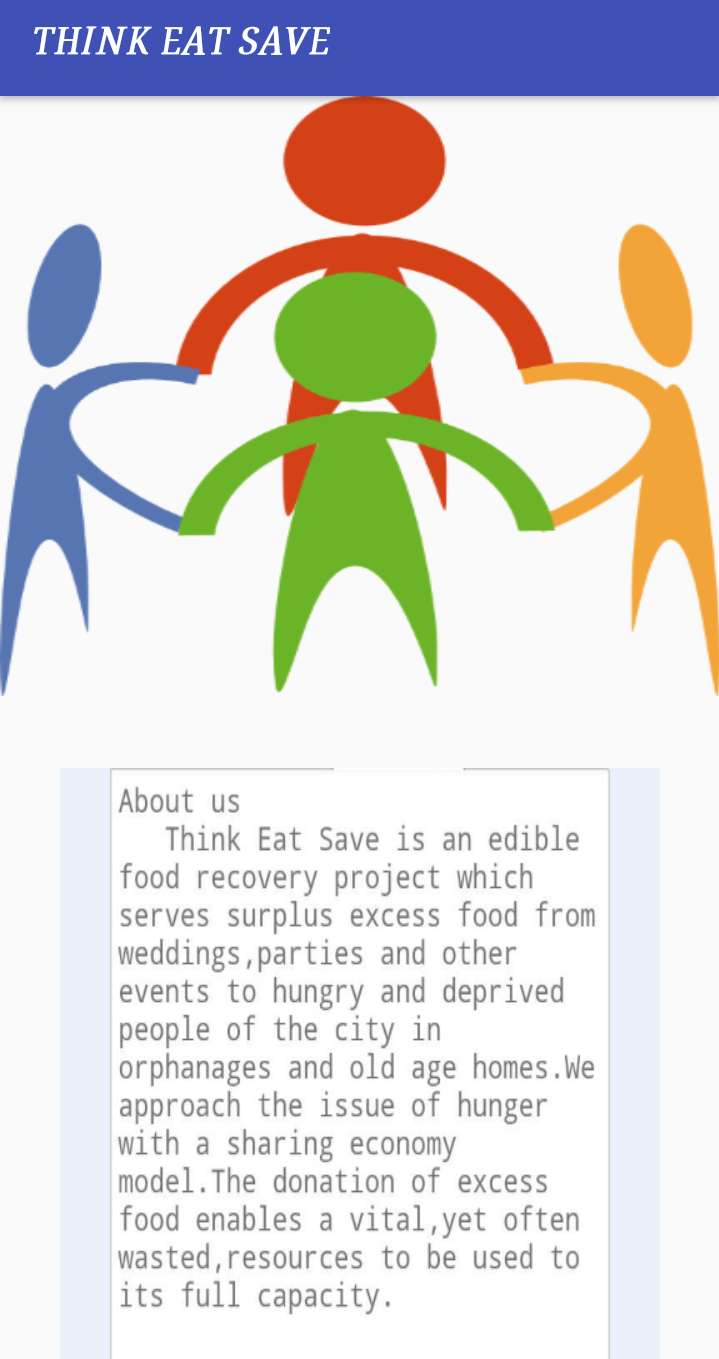 THINK EAT SAVE
About us
Think Eat Save is an edible
food recovery project which
serves surplus excess food from
weddings,parties and other
events to hungry and deprived
people of the city in
orphanages and old age homes.We
approach the issue of hunger
with a sharing economy
model.The donation of excess
food enables a vital,yet often
wasted,resources to be used to
its full capacity.